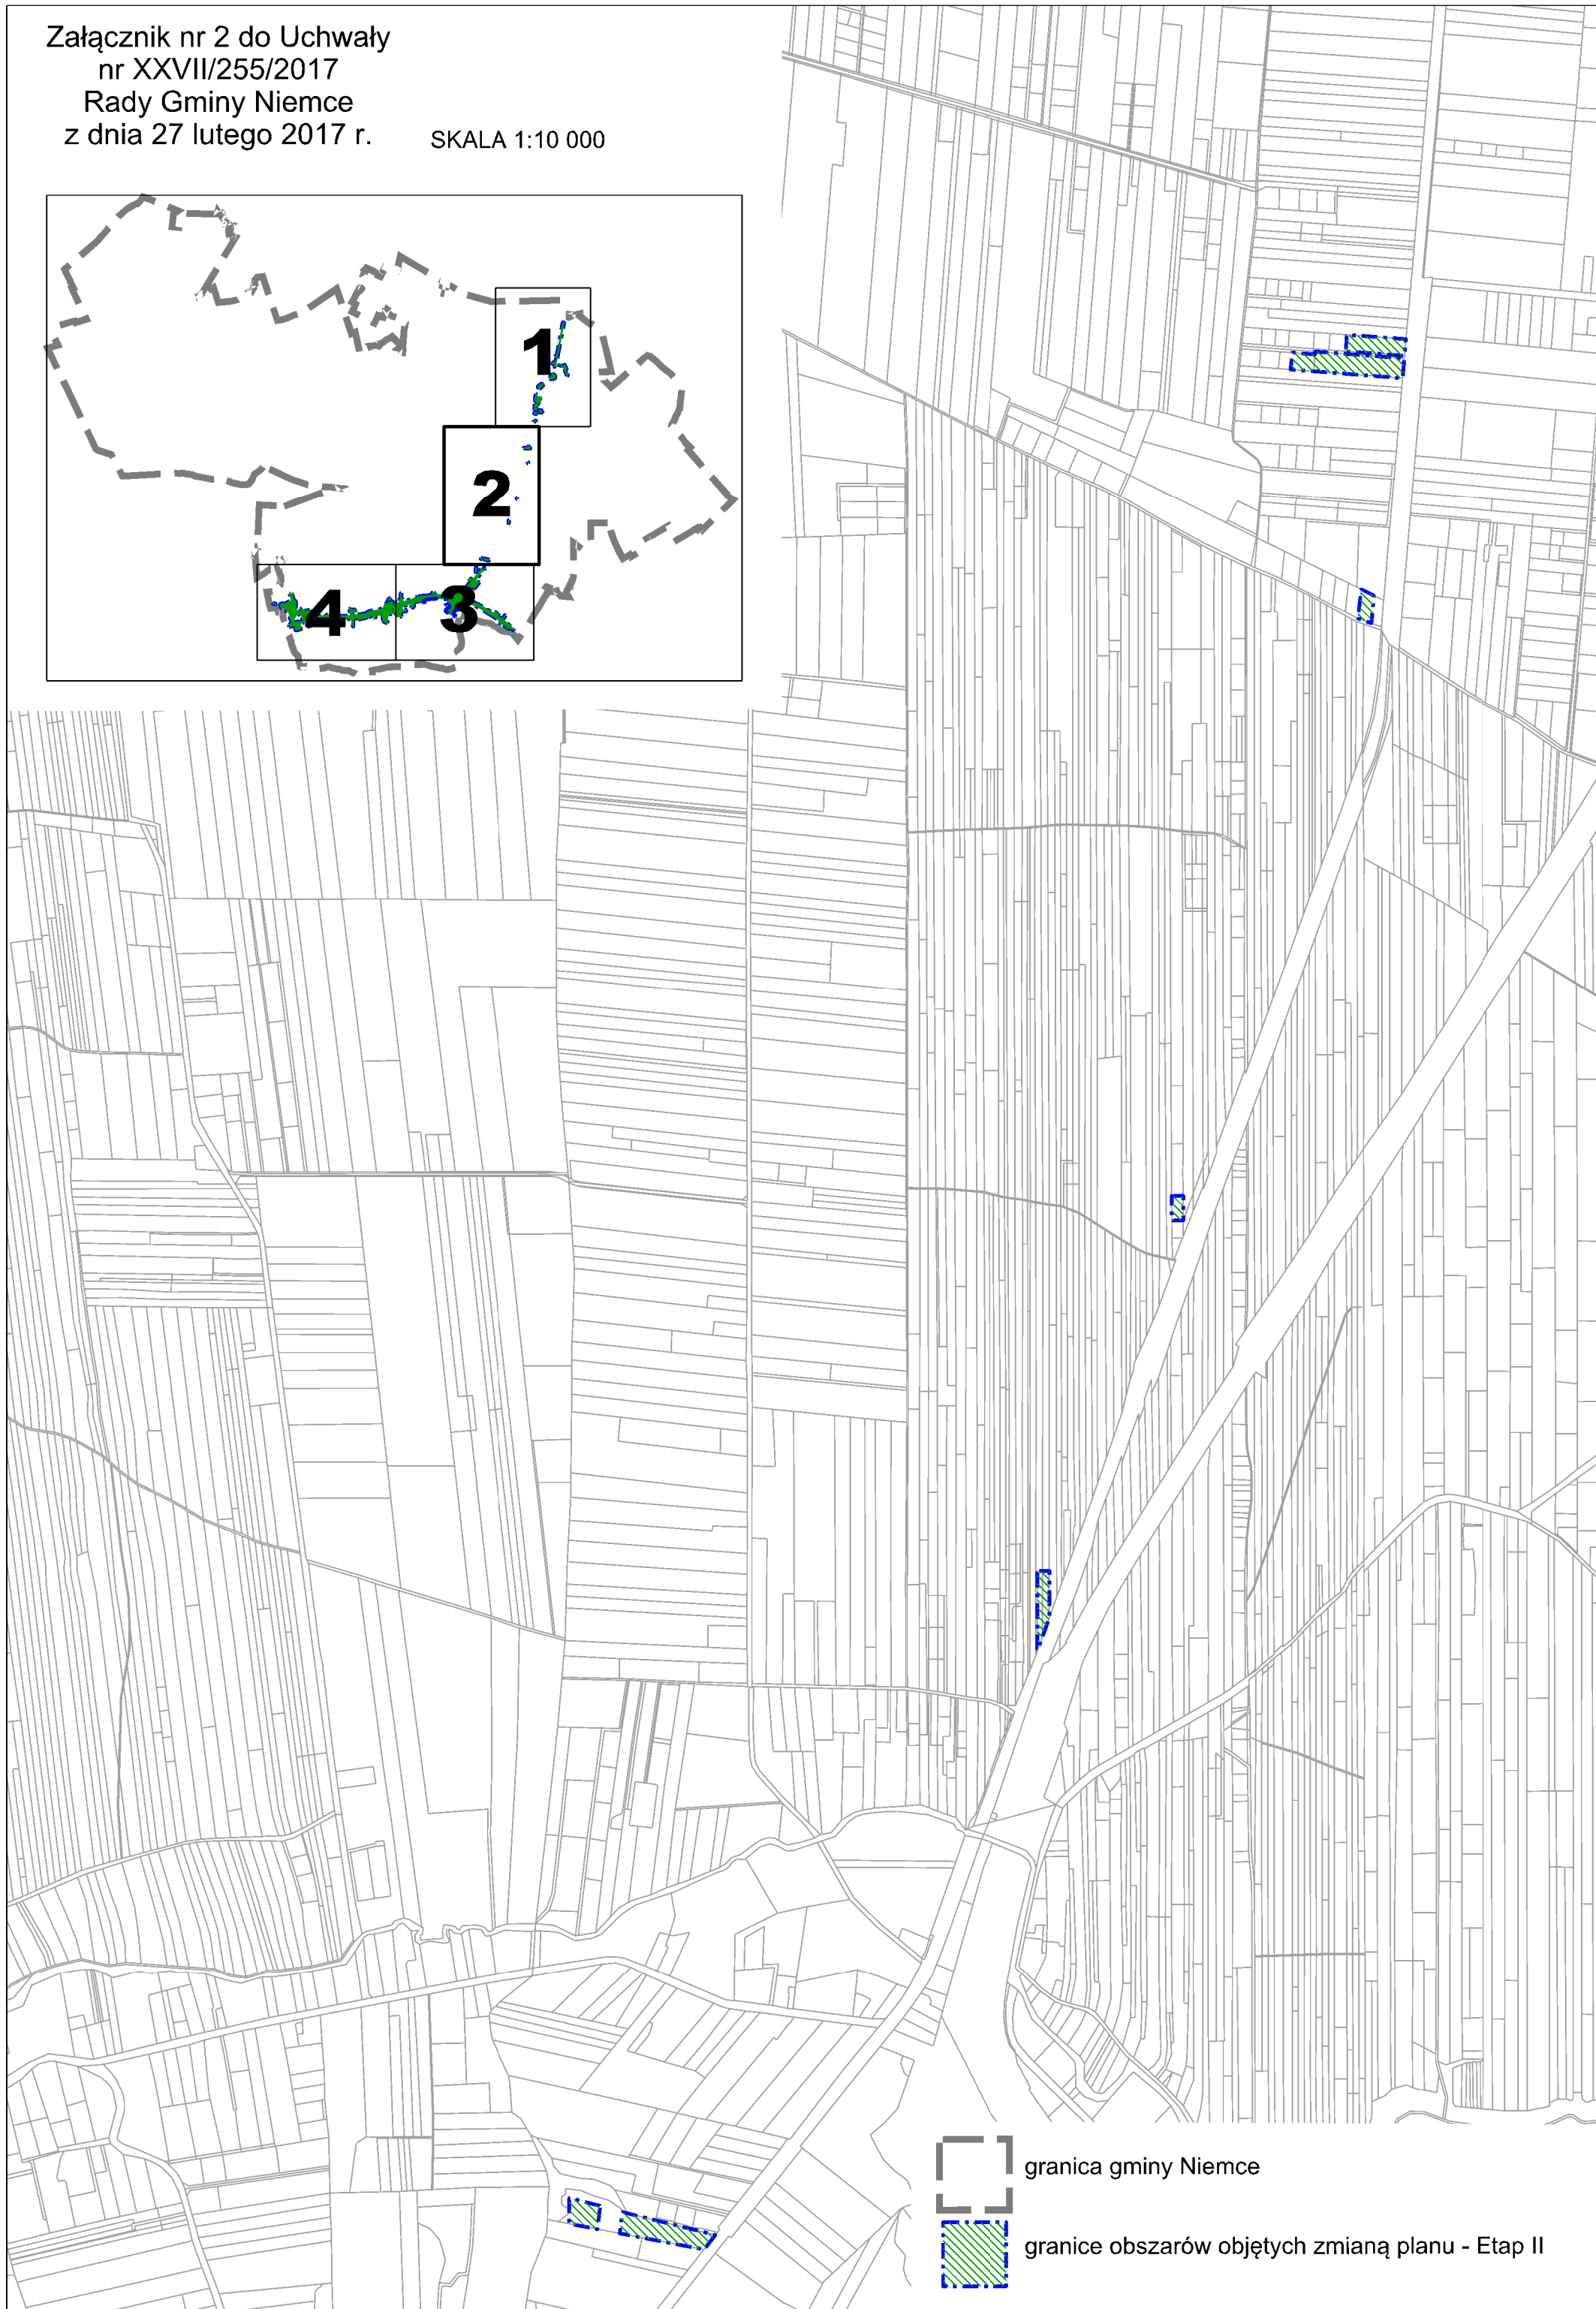 Załącznik nr 2 do Uchwały
nr XXVII/255/2017
Rady Gminy Niemce
z dnia 27 lutego 2017 r.
SKALA 1:10 000
1
2
3
4
granica gminy Niemce
granice obszarów objętych zmianą planu - Etap II